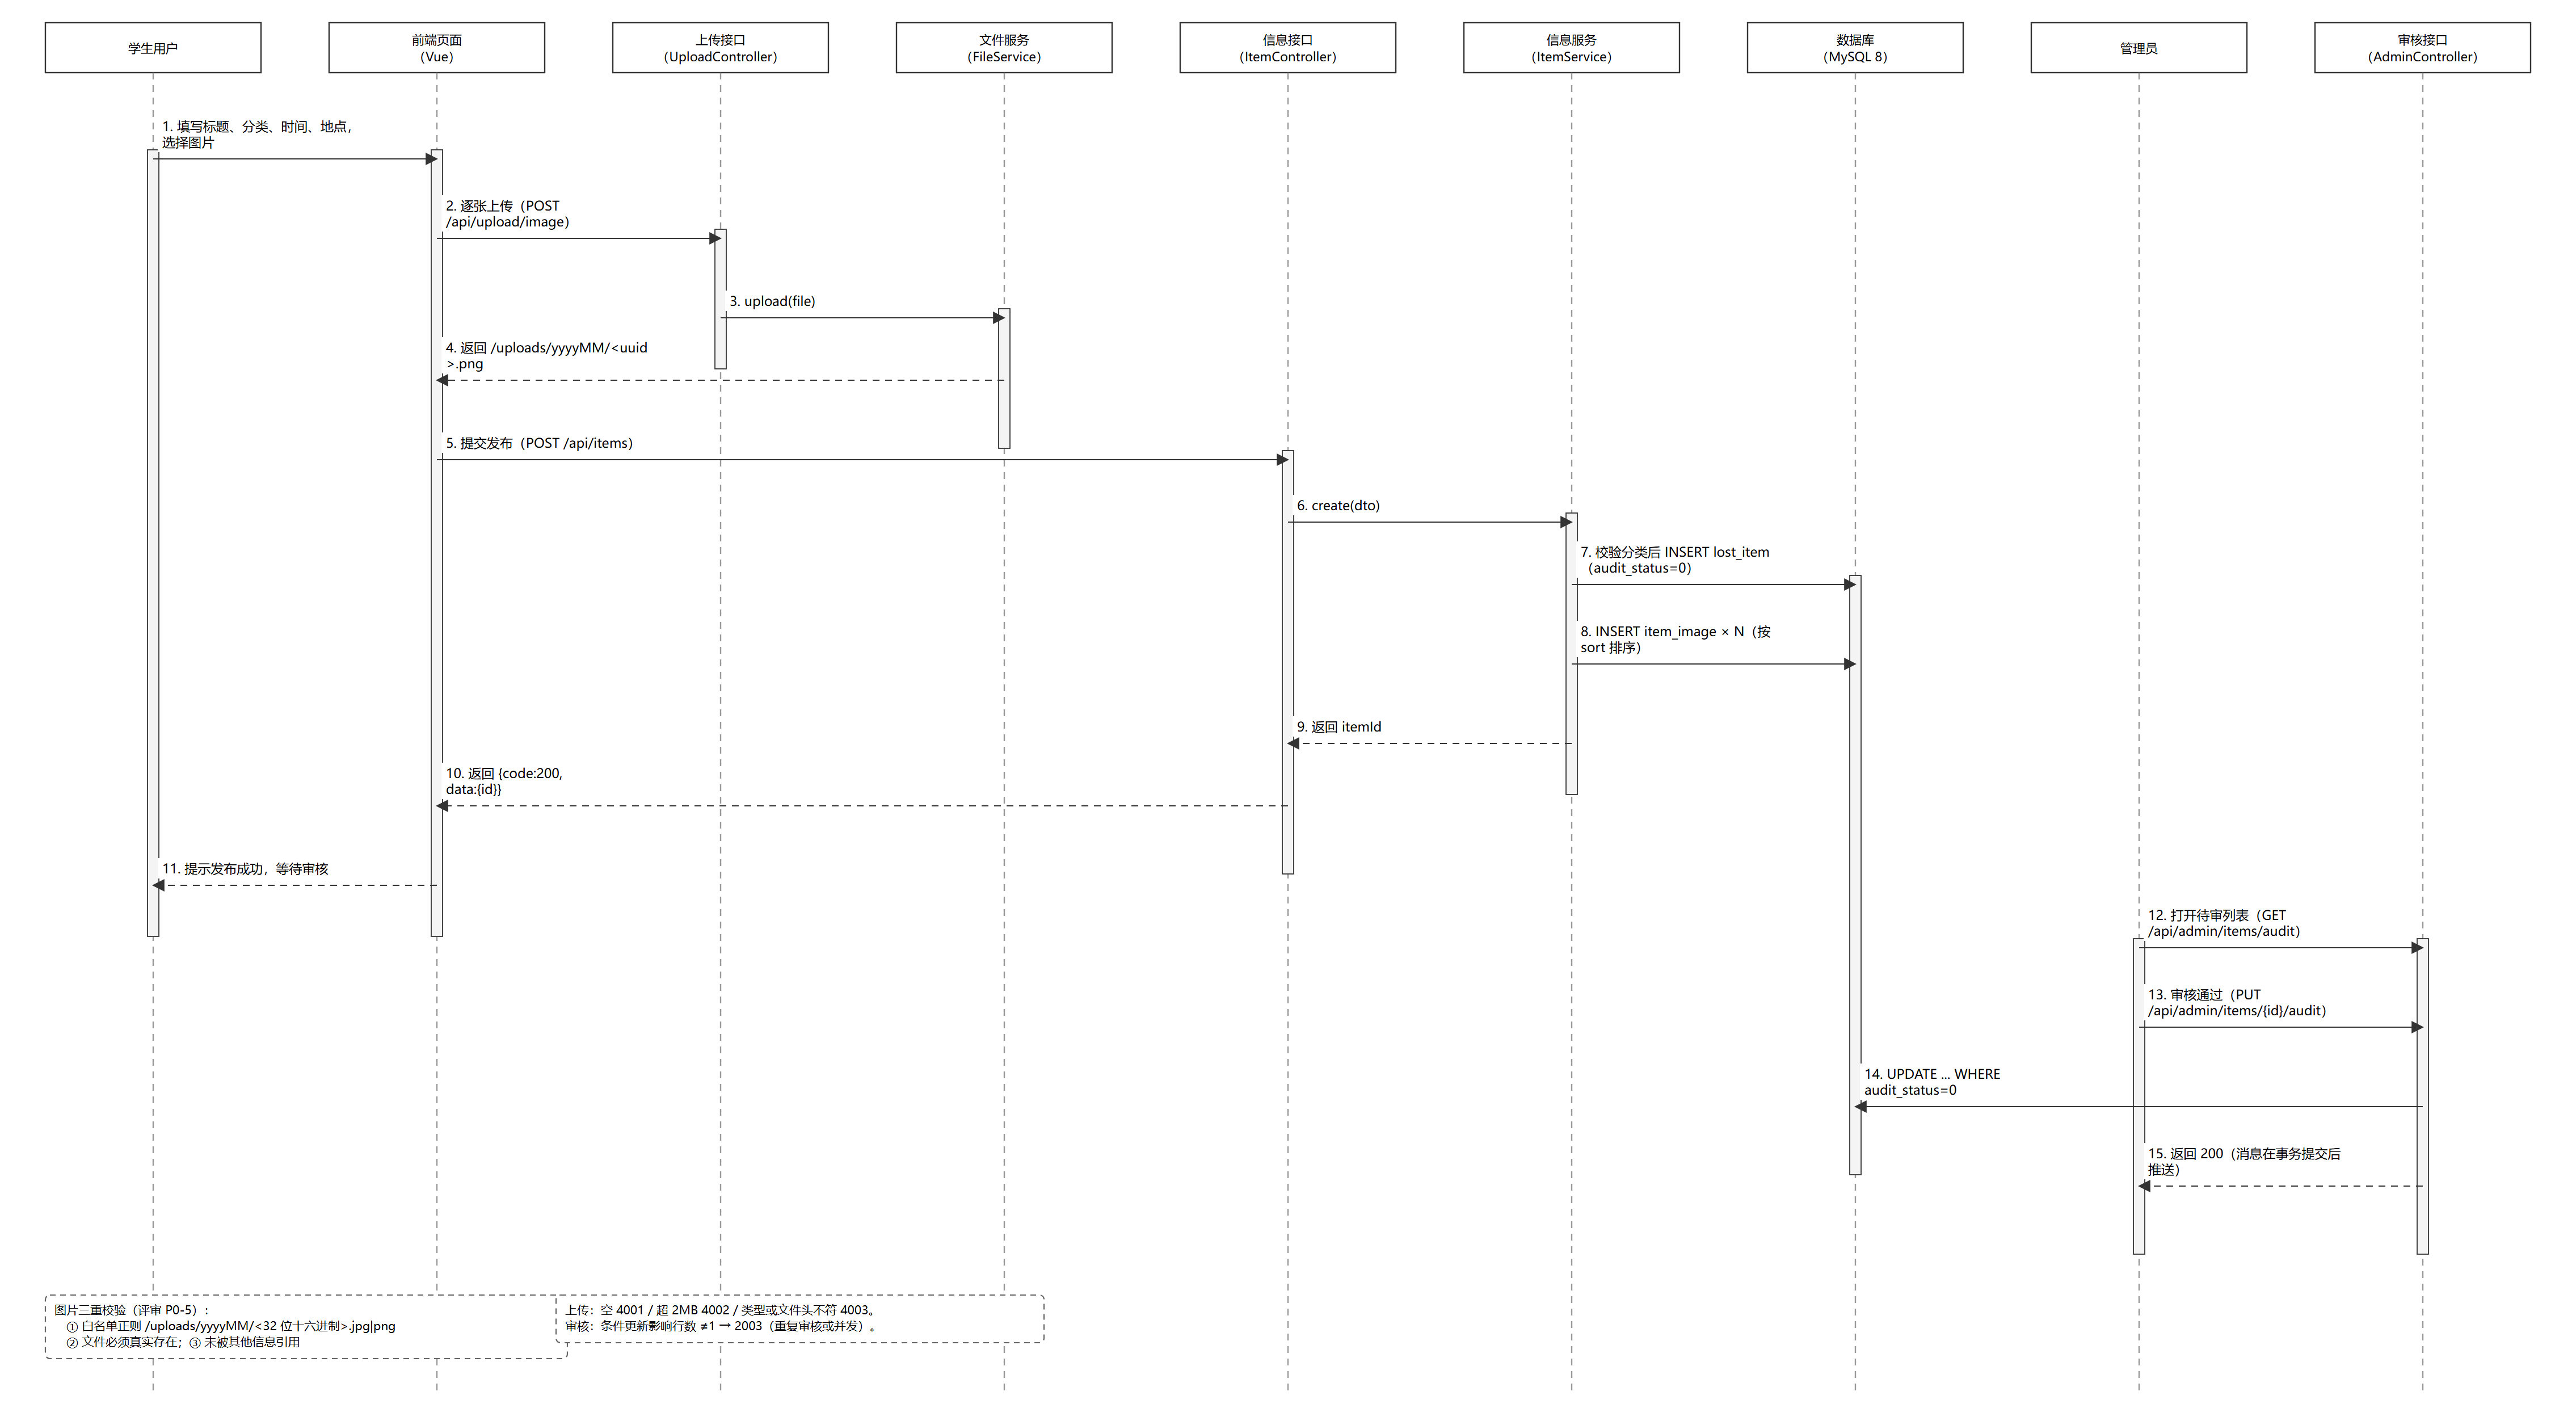 学生用户
前端页面
（Vue）
上传接口
（UploadController）
文件服务
（FileService）
信息接口
（ItemController）
信息服务
（ItemService）
数据库
（MySQL 8）
管理员
审核接口
（AdminController）
1. 填写标题、分类、时间、地点，
选择图片
2. 逐张上传（POST
/api/upload/image）
3. upload(file)
4. 返回 /uploads/yyyyMM/<uuid
>.png
5. 提交发布（POST /api/items）
6. create(dto)
7. 校验分类后 INSERT lost_item
（audit_status=0）
8. INSERT item_image × N（按
sort 排序）
9. 返回 itemId
10. 返回 {code:200,
data:{id}}
11. 提示发布成功，等待审核
12. 打开待审列表（GET
/api/admin/items/audit）
13. 审核通过（PUT
/api/admin/items/{id}/audit）
14. UPDATE ... WHERE
audit_status=0
15. 返回 200（消息在事务提交后
推送）
图片三重校验（评审 P0-5）：
① 白名单正则 /uploads/yyyyMM/<32 位十六进制>.jpg|png
② 文件必须真实存在；③ 未被其他信息引用
上传：空 4001 / 超 2MB 4002 / 类型或文件头不符 4003。
审核：条件更新影响行数 ≠1 → 2003（重复审核或并发）。